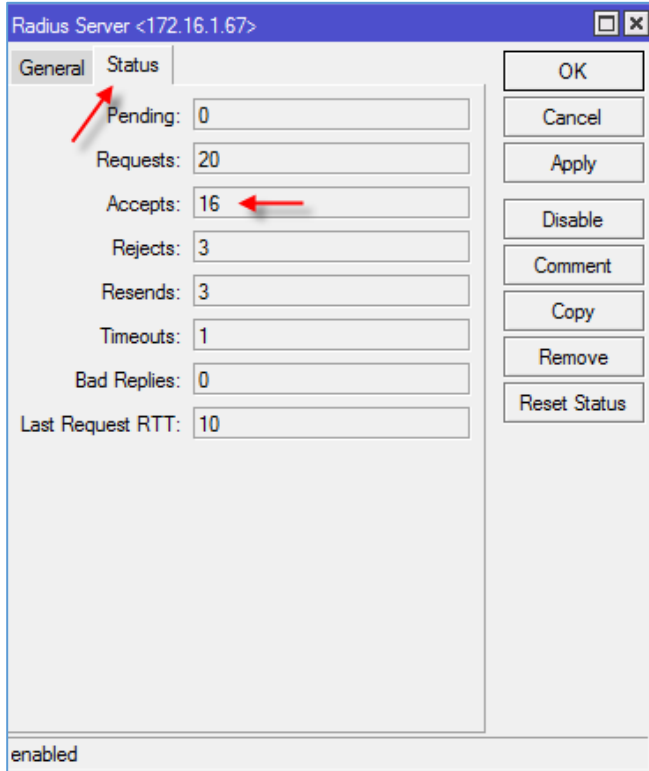 Radius Server <172.16.1.67>
General Status
Pending: 0
Requests: 20
Accepts: 16
Rejects: 3
Resends: 3
Timeouts: 1
Bad Replies: 0
Last Request RTT: 10
OK
Cancel
Apply
Disable
Comment
Copy
Remove
Reset Status
enabled